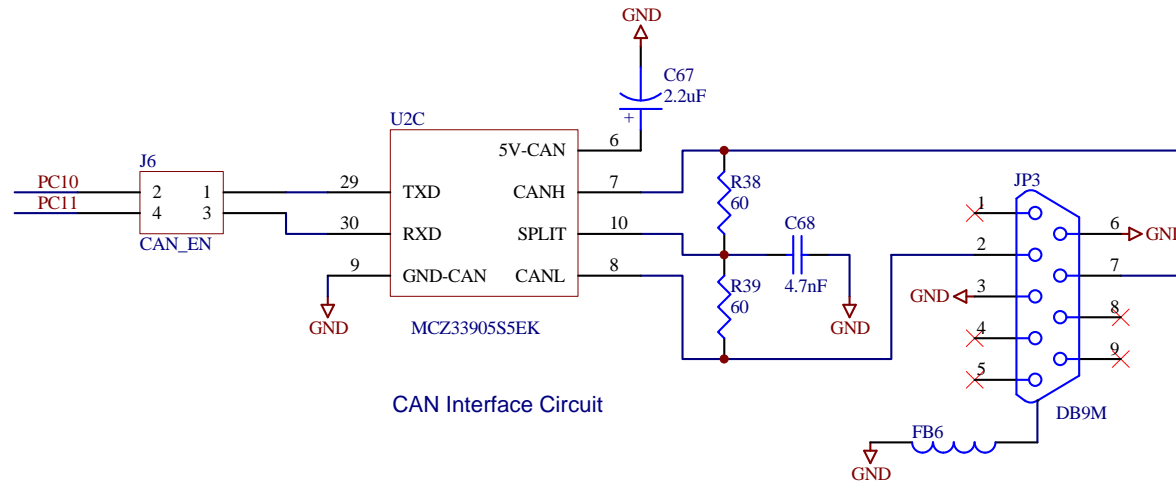 GND
C67
2.2uF
+
U2C
6
5V-CAN
J6
PC10
2
1
29
TXD
CANH
7
R38
60
JP3
1
6
GND
PC11
4
3
30
RXD
SPLIT
10
C68
4.7nF
2
CAN_EN
9
GND-CAN
CANL
8
R39
60
7
GND
3
GND
GND
8
4
MCZ33905S5EK
9
5
CAN Interface Circuit
DB9M
FB6
GND